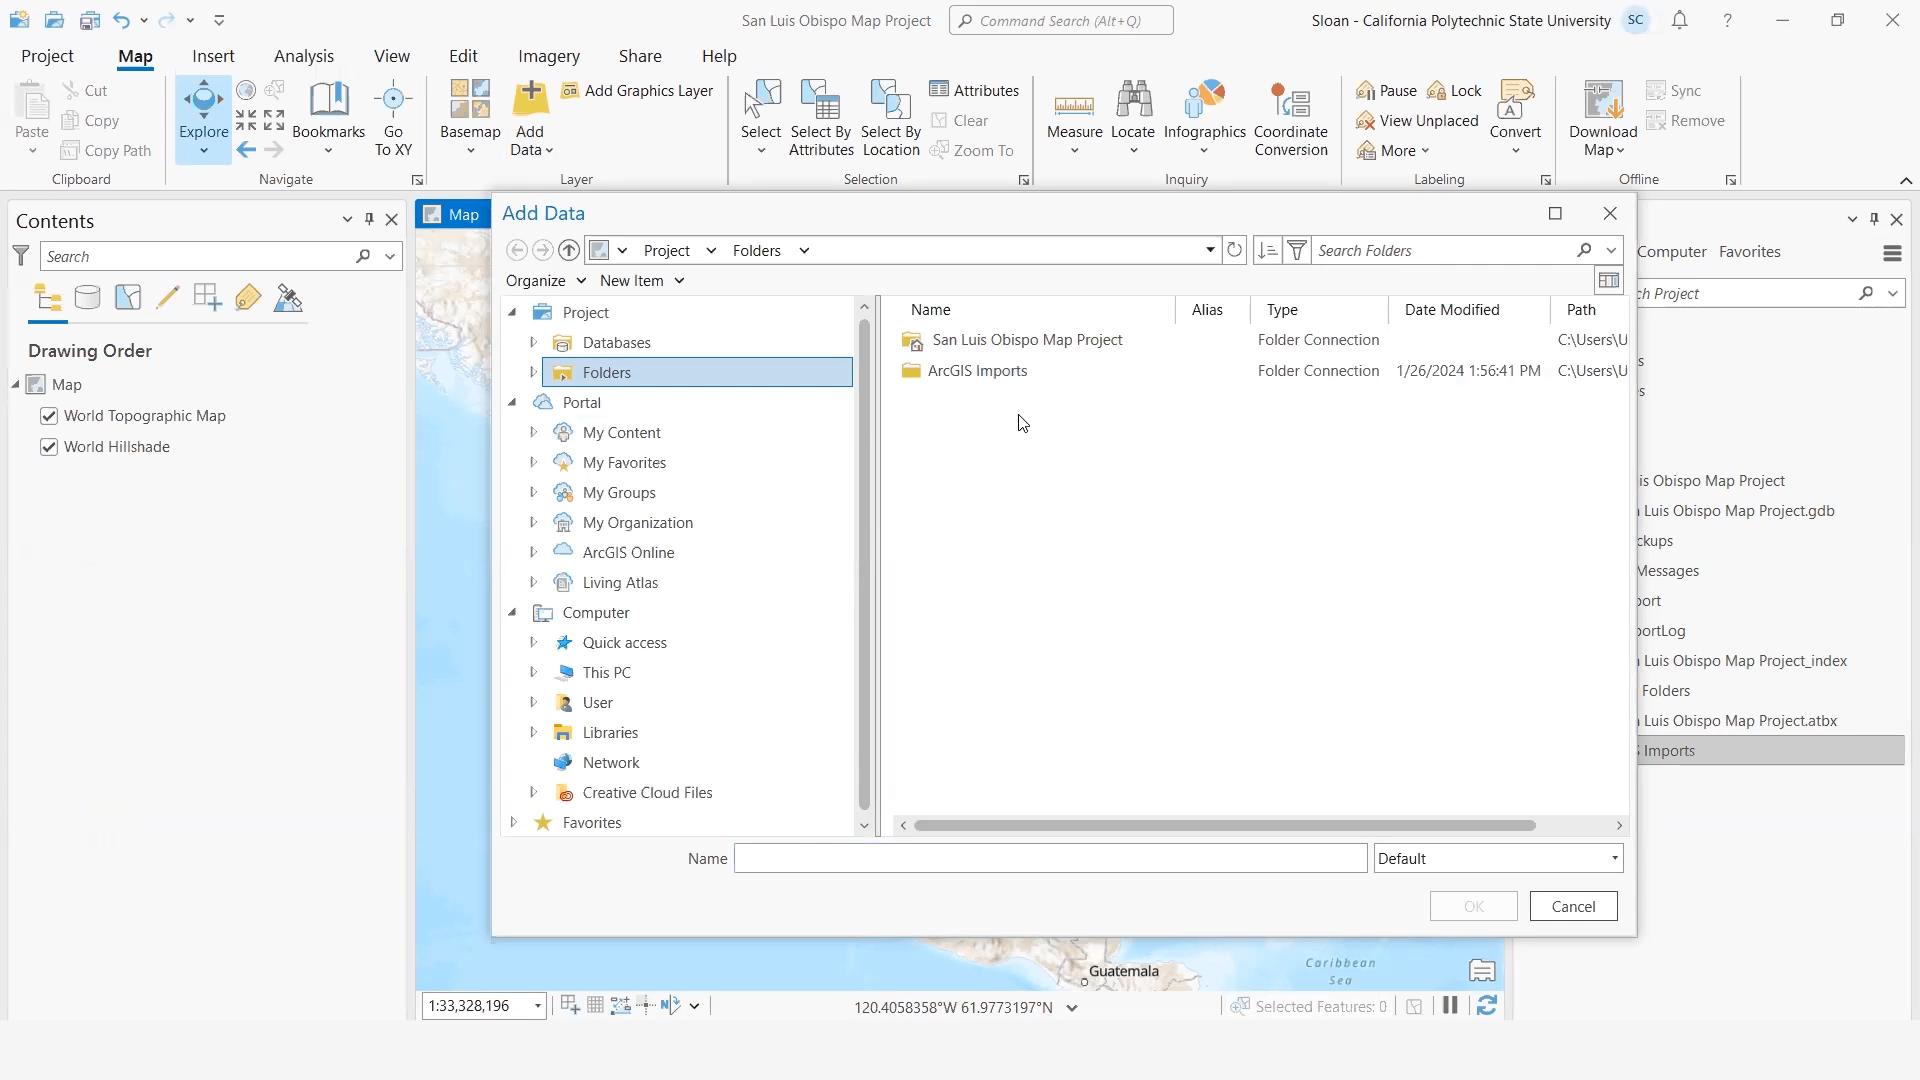 San Luis Obispo Map Project
Command Search (Alt+Q)
Sloan - California Polytechnic State University
SC
?
Project
Map
Insert
Analysis
View
Edit
Imagery
Share
Help
Paste
Cut
Copy
Copy Path
Clipboard
Explore
Bookmarks
Go
To XY
Navigate
Basemap
Add
Data
Add Graphics Layer
Layer
Select
Select By
Attributes
Select By
Location
Attributes
Clear
Zoom To
Selection
Measure
Locate
Infographics
Coordinate
Conversion
Inquiry
Pause
Lock
View Unplaced
More
Convert
Labeling
Download
Map
Sync
Remove
Offline
Contents
Search
Drawing Order
Map
World Topographic Map
World Hillshade
Map
Add Data
Project
Folders
Search Folders
Organize
New Item
Project
Databases
Folders
Portal
My Content
My Favorites
My Groups
My Organization
ArcGIS Online
Living Atlas
Computer
Quick access
This PC
User
Libraries
Network
Creative Cloud Files
Favorites
Name Alias Type Date Modified Path
San Luis Obispo Map Project Folder Connection C:\Users\U
ArcGIS Imports Folder Connection 1/26/2024 1:56:41 PM C:\Users\U
Name
Default
OK
Cancel
Computer
Favorites
ch Project
s
s
is Obispo Map Project
Luis Obispo Map Project.gdb
ckups
Messages
port
portLog
Luis Obispo Map Project_index
Folders
Luis Obispo Map Project.atbx
S Imports
Guatemala
Caribbean
Sea
1:33,328,196
120.4058358°W 61.9773197°N
Selected Features: 0